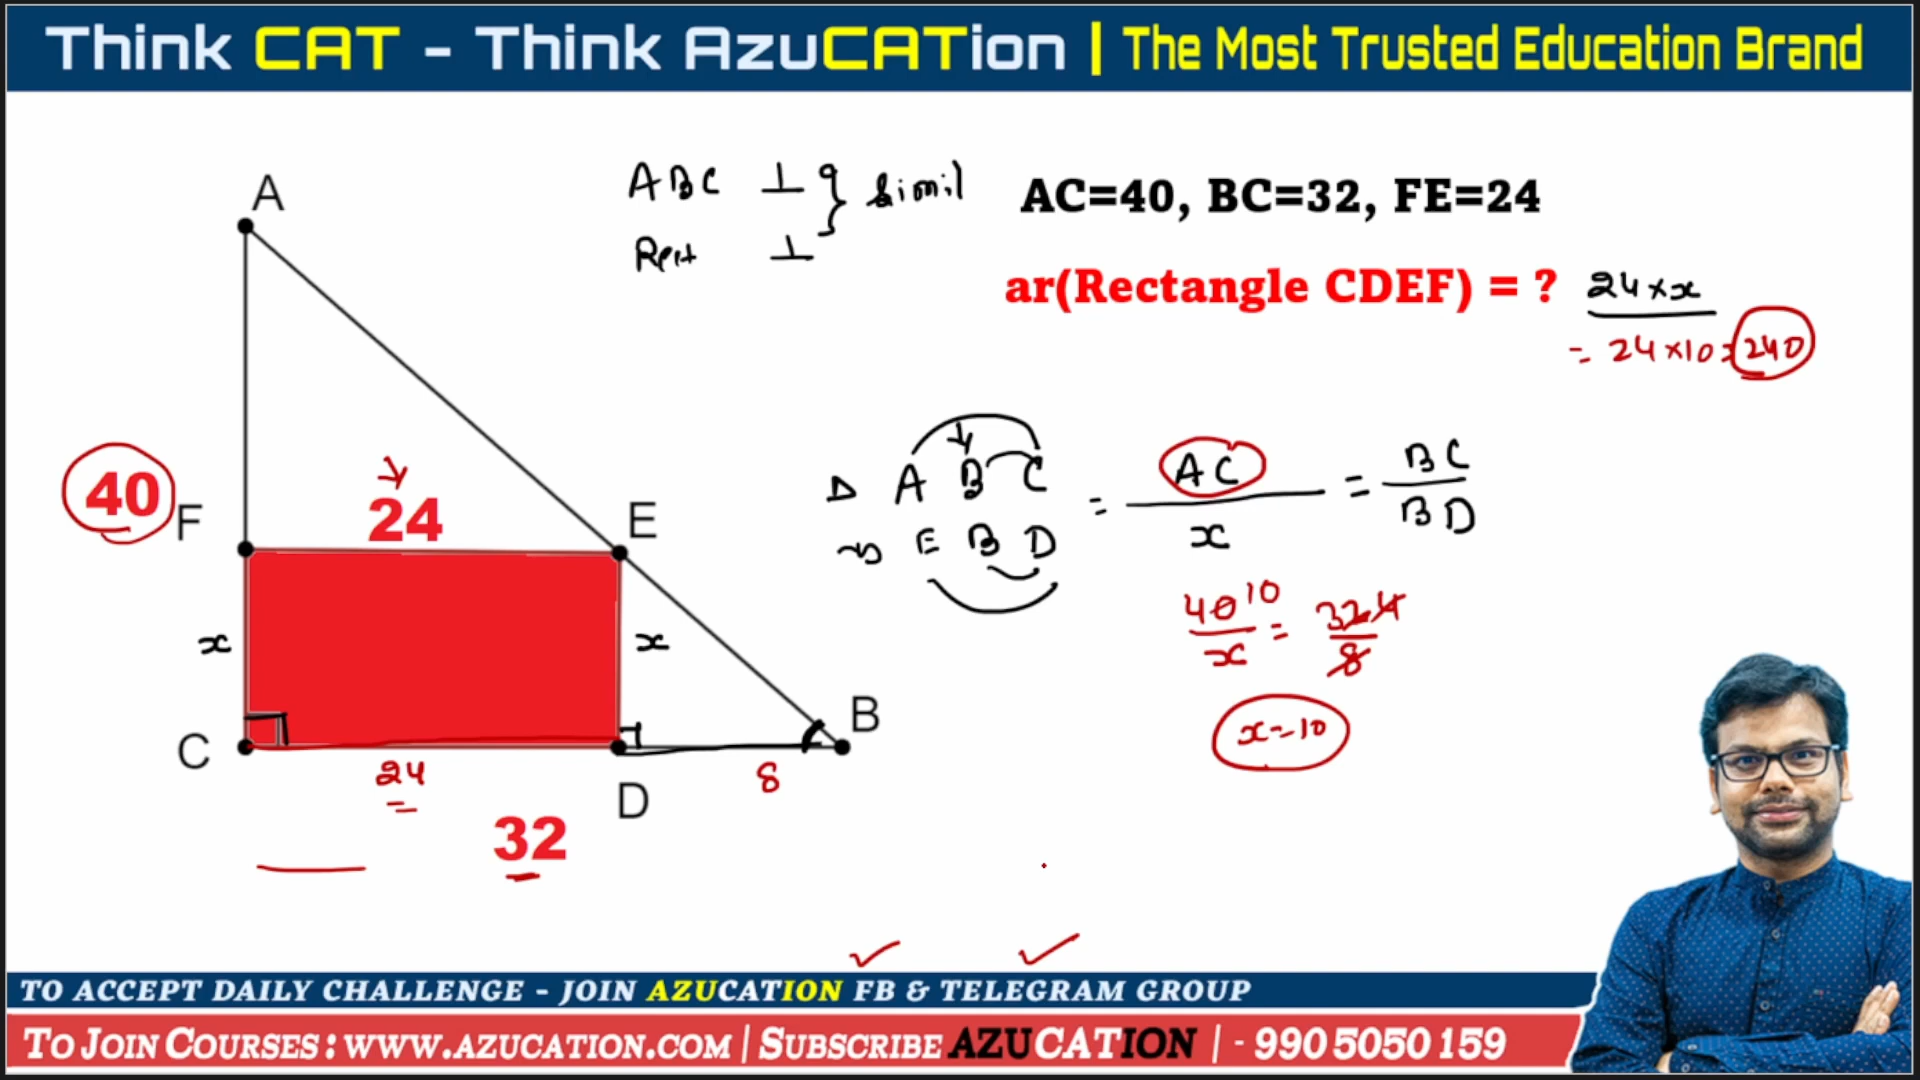 Think CAT - Think AzuCATion | The Most Trusted Education Brand
A
ABC ⊥ } simil
Rect ⊥
AC=40, BC=32, FE=24
ar(Rectangle CDEF) = ? 24×x
= 24×10 = 240
40
F
24
E
x
x
C
B
24
8
D
32
Δ A B C = AC/x = BC/BD
~ E B D
40/x = 32/8
10
4
x=10
TO ACCEPT DAILY CHALLENGE - JOIN AZUCATION FB & TELEGRAM GROUP
TO JOIN COURSES : WWW.AZUCATION.COM | SUBSCRIBE AZUCATION | - 990 5050 159